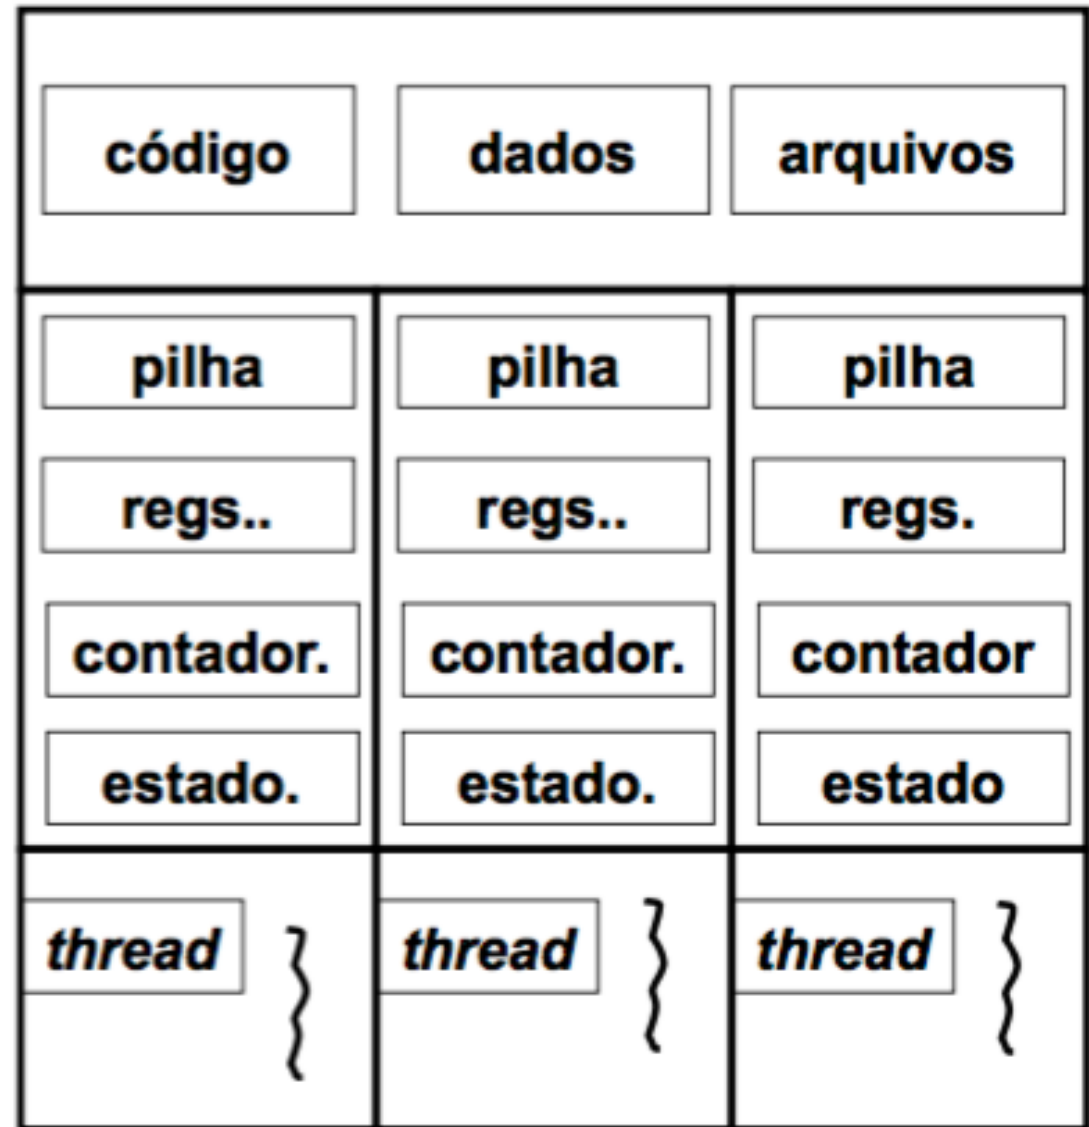 código dados arquivos
pilha pilha pilha
regs.. regs.. regs.
contador. contador. contador
estado. estado. estado
thread thread thread